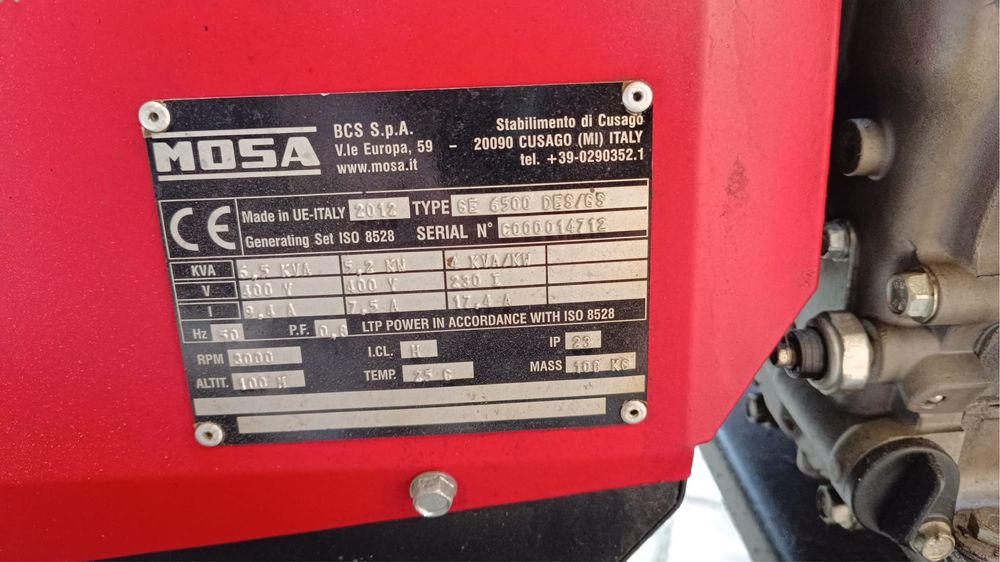 MOSA
BCS S.p.A.
V.le Europa, 59 -
www.mosa.it
Stabilimento di Cusago
20090 CUSAGO (MI) ITALY
tel. +39-0290352.1
CE
Made in UE-ITALY 2012 TYPE GE 6500 DES/GS
Generating Set ISO 8528 SERIAL N° C000014712
KVA 6,5 KVA 5,2 KW 4 KVA/KW
V 400 Y 400 Y 230 I
I 9,4 A 7,5 A 17,4 A
Hz 50 P.F. 0,8 LTP POWER IN ACCORDANCE WITH ISO 8528
RPM 3000 I.CL. H IP 23
ALTIT. 100 M TEMP. 25 C MASS 106 KG